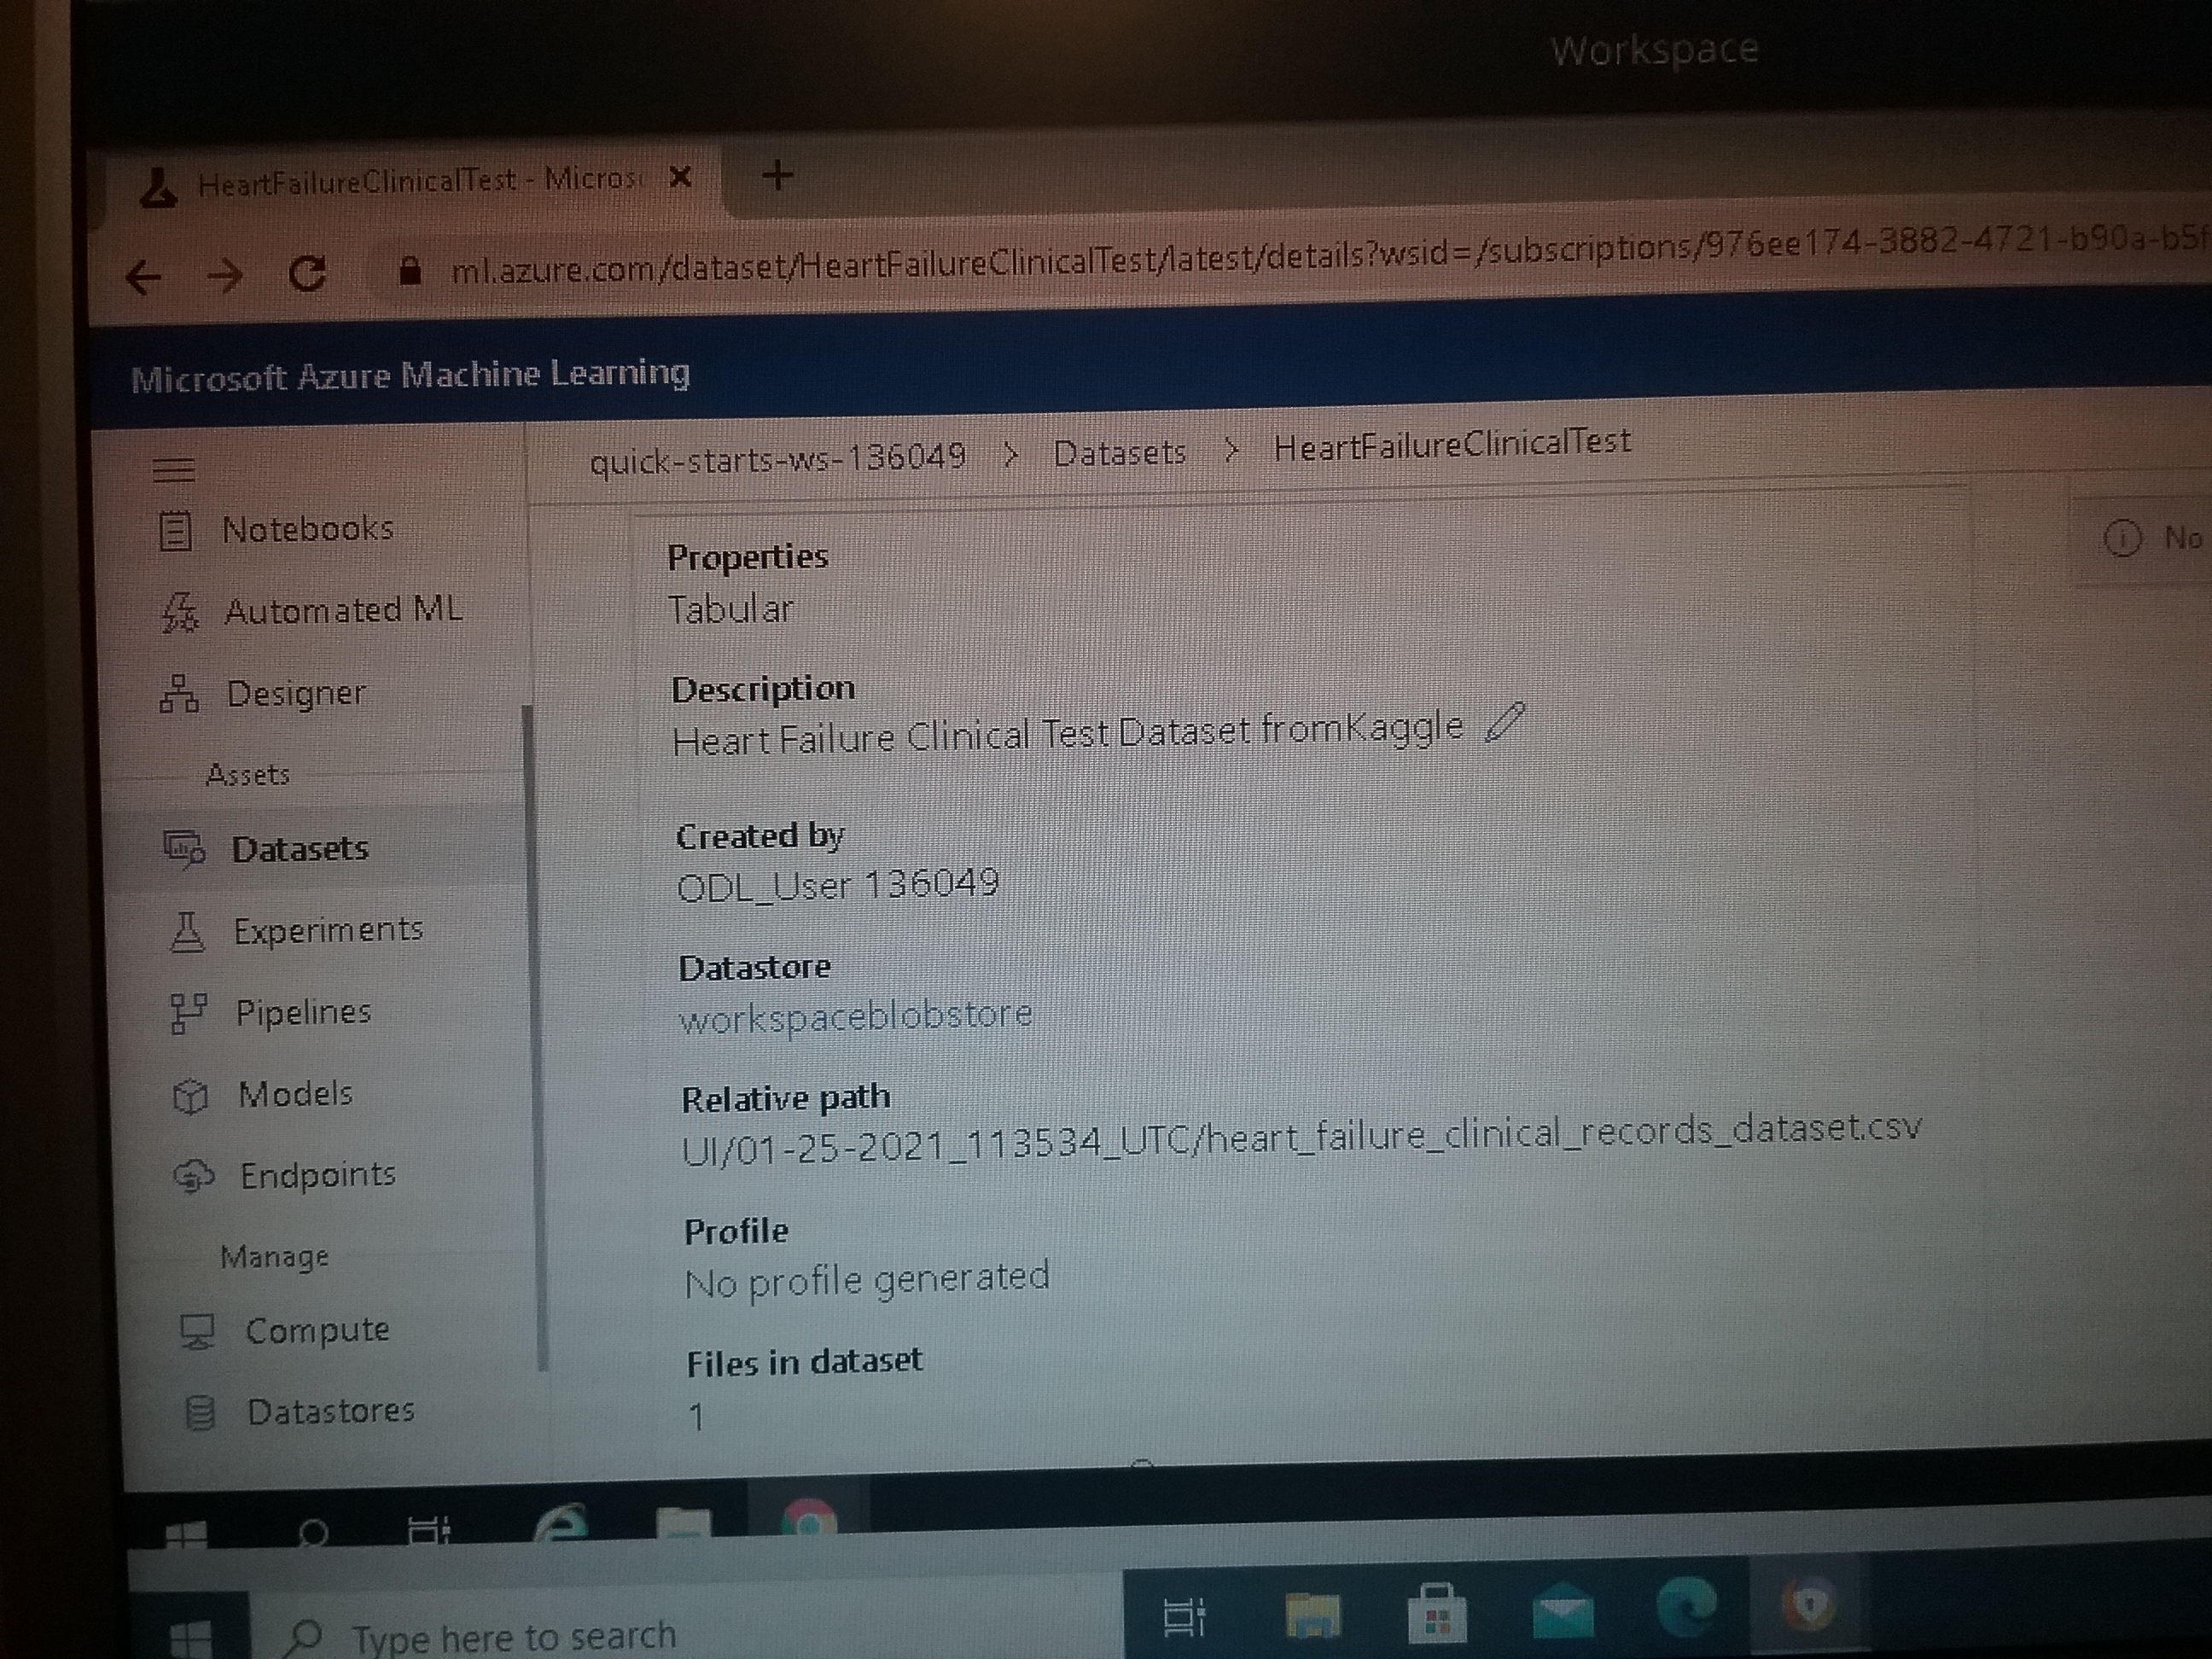 Workspace
HeartFailureClinicalTest - Micros
ml.azure.com/dataset/HeartFailureClinicalTest/latest/details?wsid=/subscriptions/976ee174-3882-4721-b90a-b5f
Microsoft Azure Machine Learning
quick-starts-ws-136049 > Datasets > HeartFailureClinicalTest
Notebooks
Automated ML
Designer
Assets
Datasets
Experiments
Pipelines
Models
Endpoints
Manage
Compute
Datastores
Properties
Tabular
Description
Heart Failure Clinical Test Dataset fromKaggle
Created by
ODL_User 136049
Datastore
workspaceblobstore
Relative path
UI/01-25-2021_113534_UTC/heart_failure_clinical_records_dataset.csv
Profile
No profile generated
Files in dataset
1
No
Type here to search